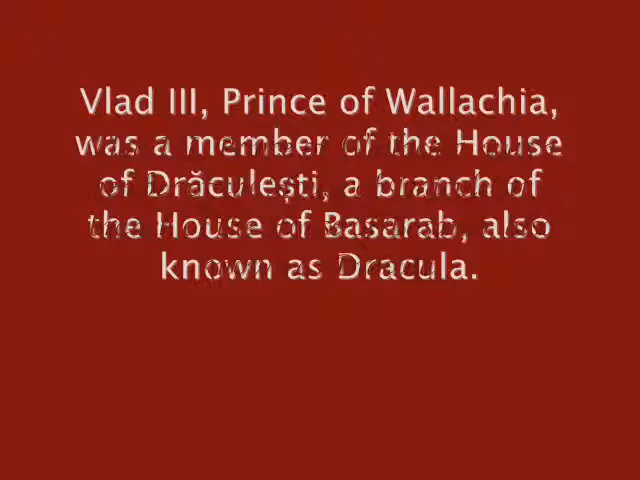 Vlad III, Prince of Wallachia,
was a member of the House
of Drăculești, a branch of
the House of Basarab, also
known as Dracula.